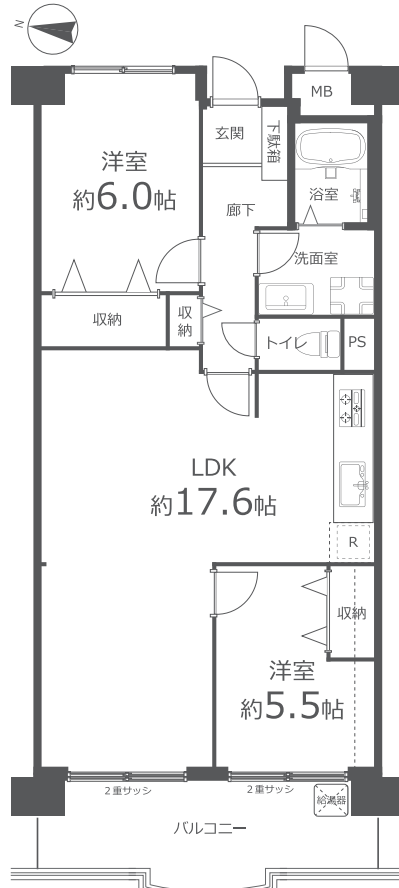 N
MB
玄関
下駄箱
洋室
約6.0帖
浴室
廊下
洗面室
収納
収納
トイレ
PS
LDK
約17.6帖
R
収納
洋室
約5.5帖
2重サッシ
2重サッシ
給湯器
バルコニー